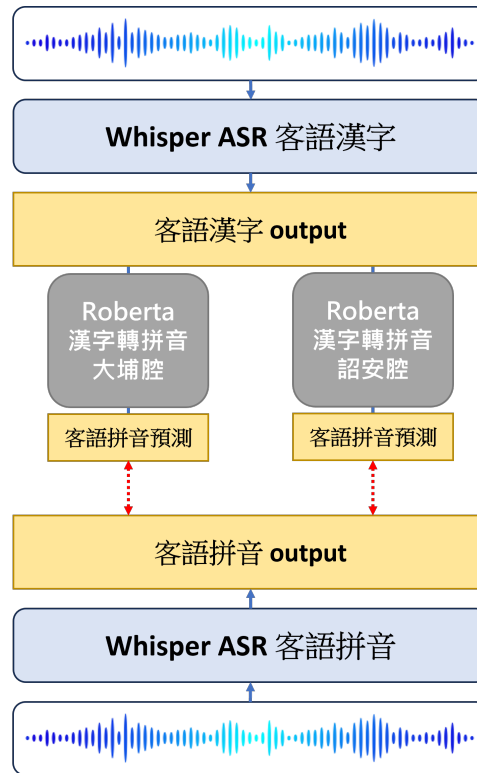 Whisper ASR 客語漢字
客語漢字 output
Roberta
漢字轉拼音
大埔腔
Roberta
漢字轉拼音
詔安腔
客語拼音預測
客語拼音預測
客語拼音 output
Whisper ASR 客語拼音